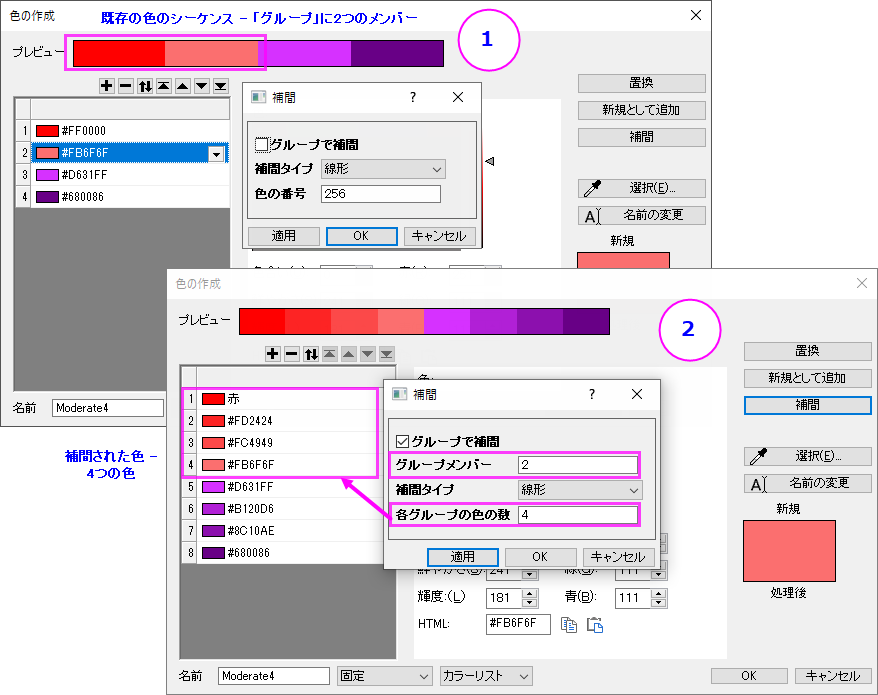 色の作成
既存の色のシーケンス - 「グループ」に2つのメンバー
1
プレビュー
補間
?
グループで補間
補間タイプ 線形
色の番号 256
適用 OK キャンセル
置換
新規として追加
補間
選択(E)...
名前の変更
新規
1 #FF0000
2 #FB6F6F
3 #D631FF
4 #680086
名前 Moderate4
補間された色 -
4つの色
色の作成
2
プレビュー
1 赤
2 #FD2424
3 #FC4949
4 #FB6F6F
5 #D631FF
6 #B120D6
7 #8C10AE
8 #680086
補間
?
グループで補間
グループメンバー 2
補間タイプ 線形
各グループの色の数 4
適用 OK キャンセル
置換
新規として追加
補間
選択(E)...
名前の変更
新規
処理後
241
111
輝度:(L) 181 青(B): 111
HTML: #FB6F6F
名前 Moderate4 固定 カラーリスト OK キャンセル